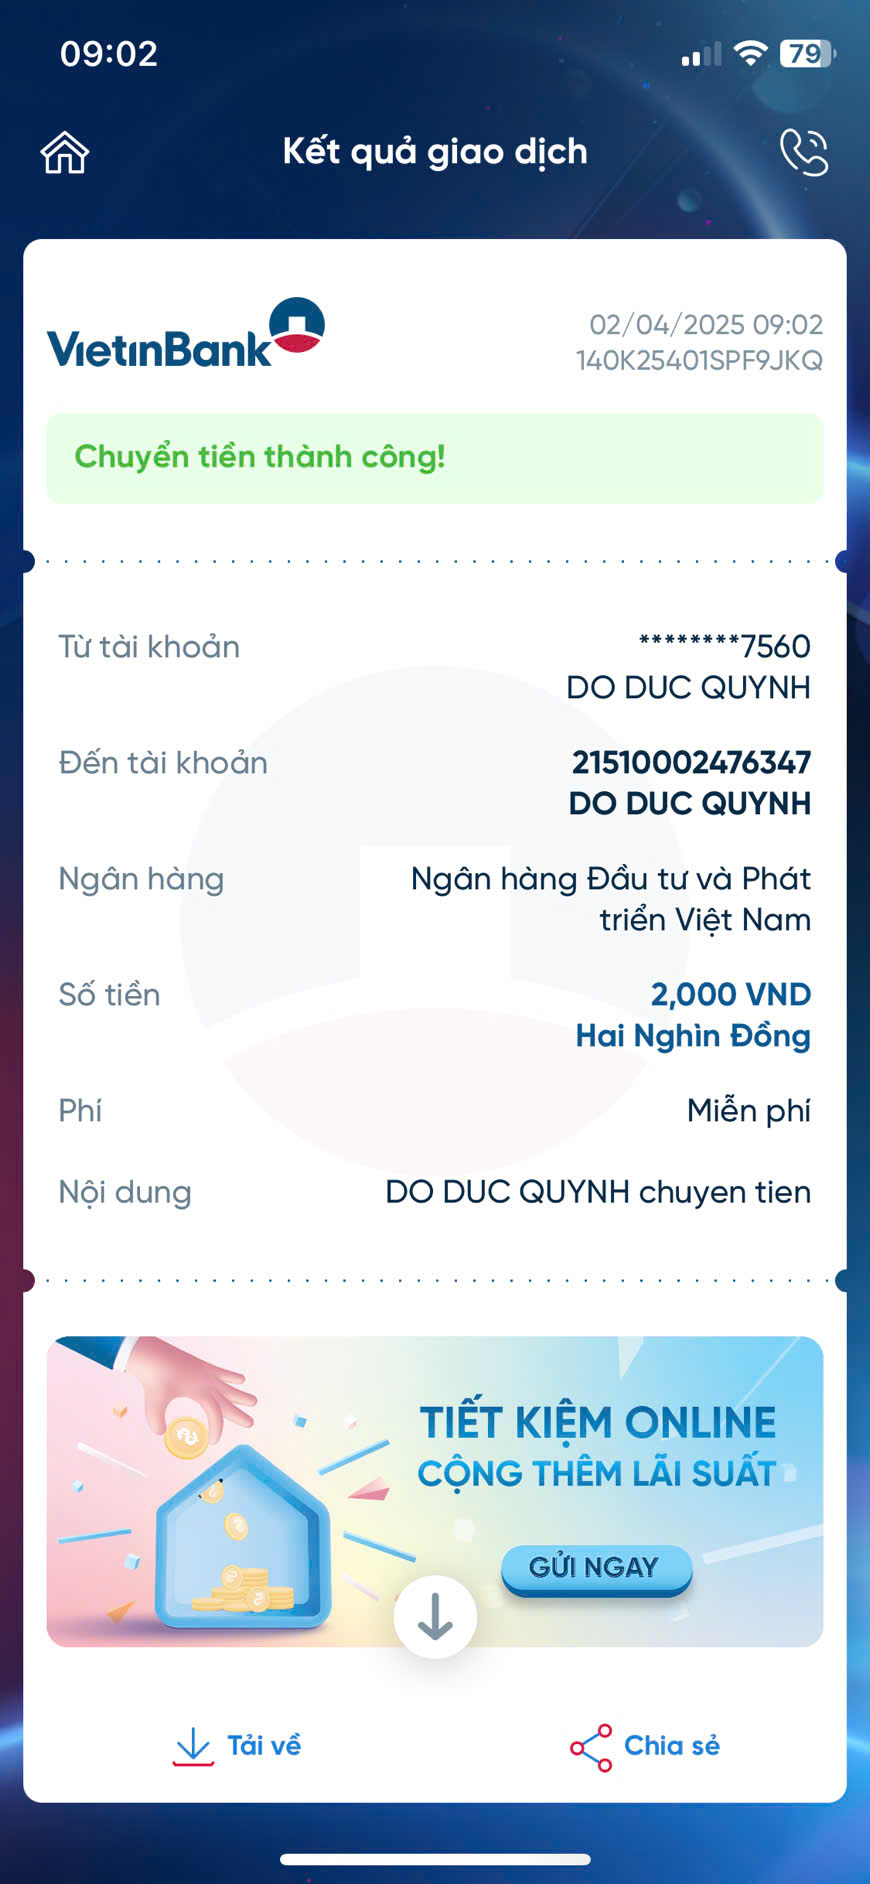 09:02
79
Kết quả giao dịch
VietinBank
02/04/2025 09:02
140K25401SPF9JKQ
Chuyển tiền thành công!
Từ tài khoản
********7560
DO DUC QUYNH
Đến tài khoản
21510002476347
DO DUC QUYNH
Ngân hàng
Ngân hàng Đầu tư và Phát
triển Việt Nam
Số tiền
2,000 VND
Hai Nghìn Đồng
Phí
Miễn phí
Nội dung
DO DUC QUYNH chuyen tien
TIẾT KIỆM ONLINE
CỘNG THÊM LÃI SUẤT
GỬI NGAY
Tải về
Chia sẻ